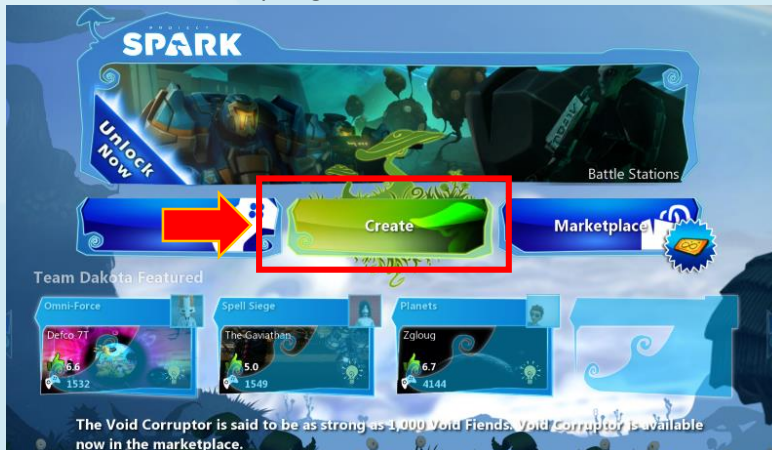 PROJECT
SPARK
Unlock
Now
Battle Stations
Create
Marketplace
Team Dakota Featured
Omni-Force
Spell Siege
Planets
Defco 7T
The Gaviathan
Zgloug
6.6
5.0
6.7
1532
1549
4144
The Void Corruptor is said to be as strong as 1,000 Void Fiends. Void Corruptor is available
now in the marketplace.